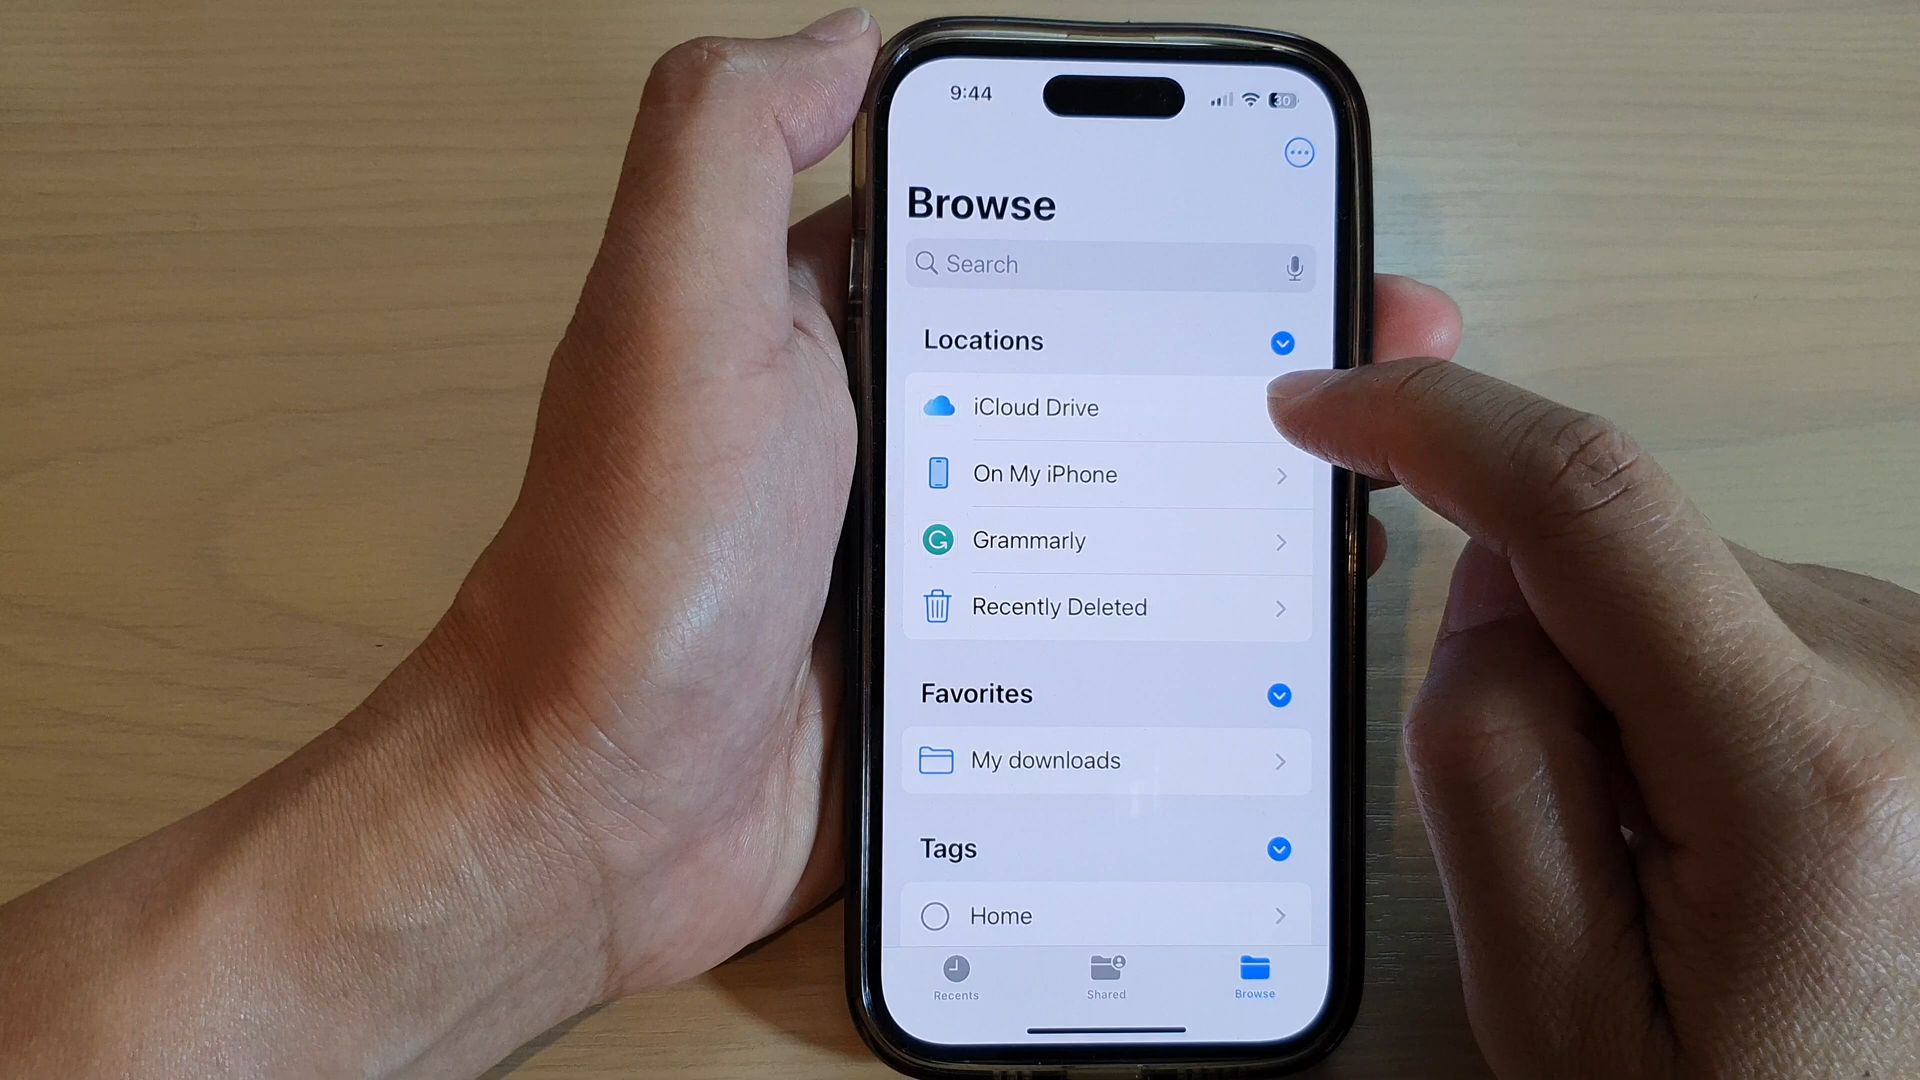 9:44
30
Browse
Search
Locations
iCloud Drive
On My iPhone
Grammarly
Recently Deleted
Favorites
My downloads
Tags
Home
Recents
Shared
Browse